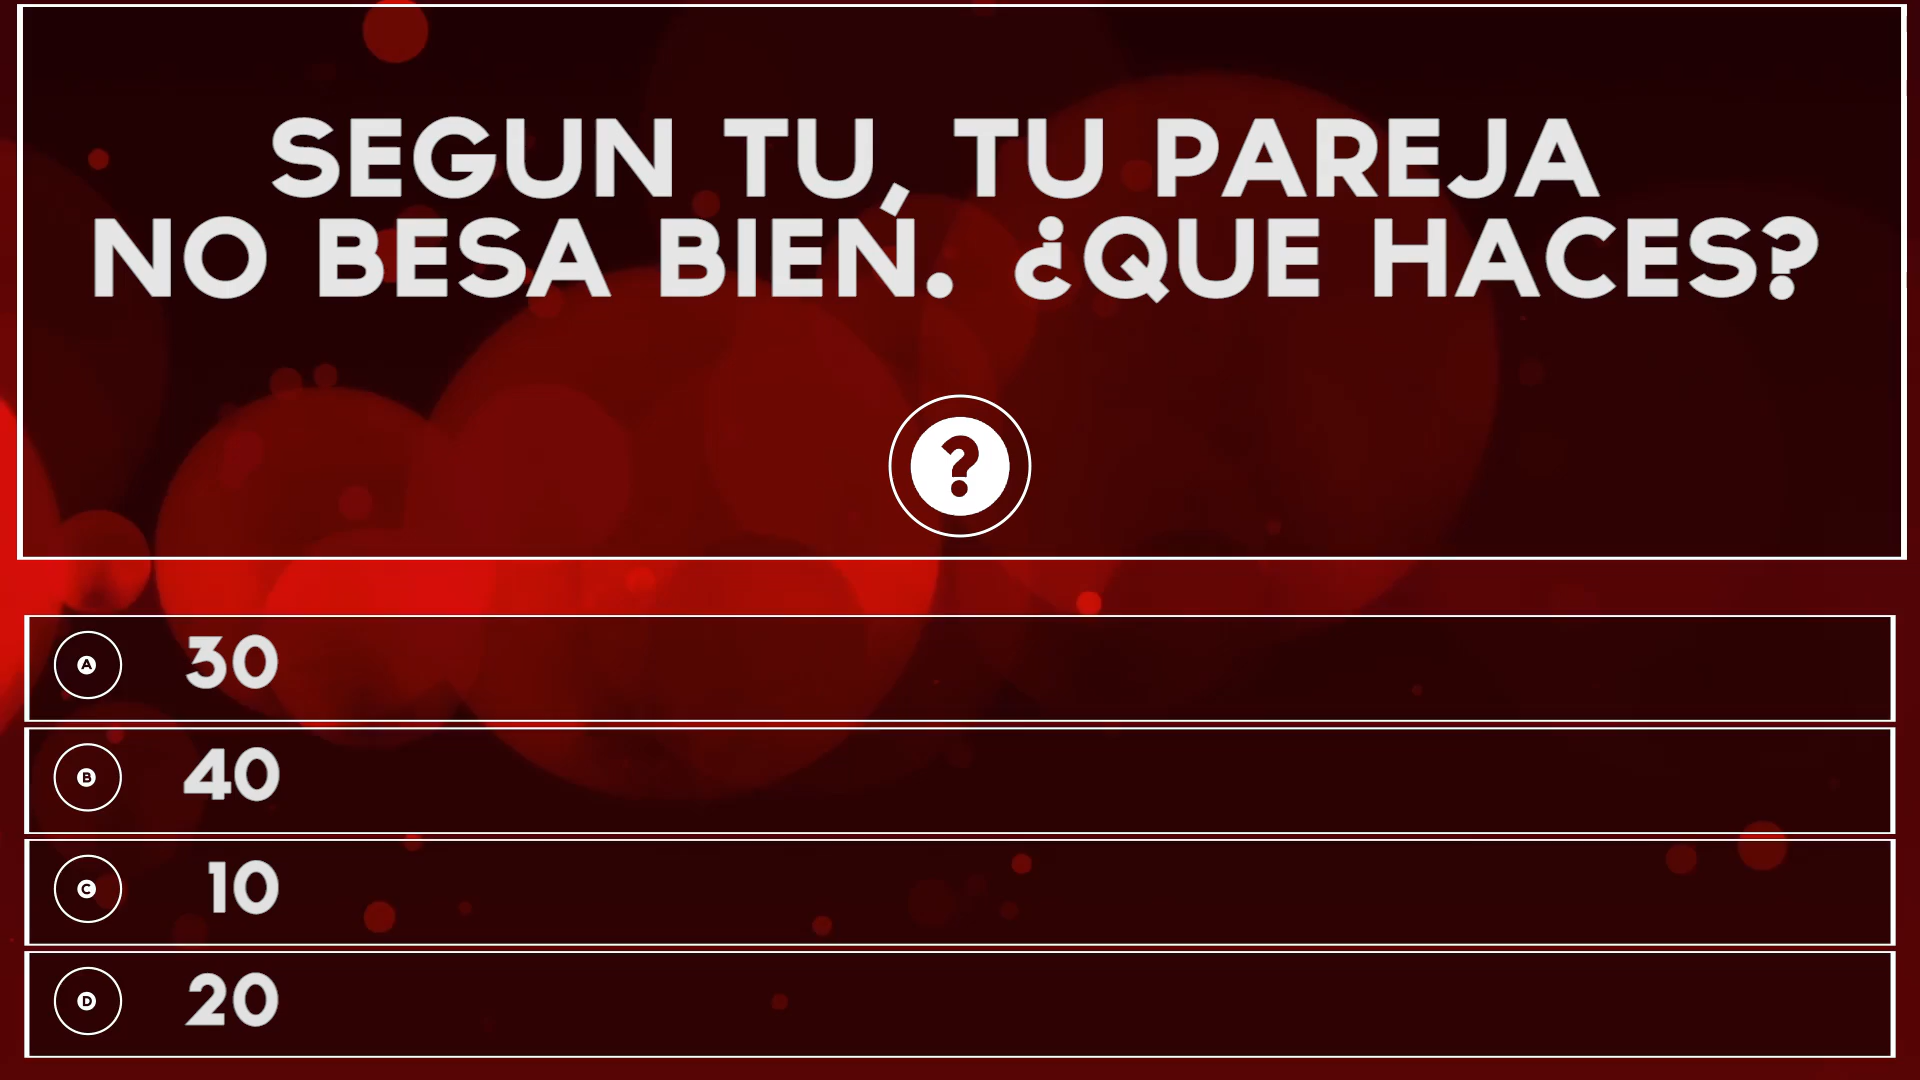 SEGUN TU, TU PAREJA
NO BESA BIEN. ¿QUE HACES?
?
A 30
B 40
C 10
D 20